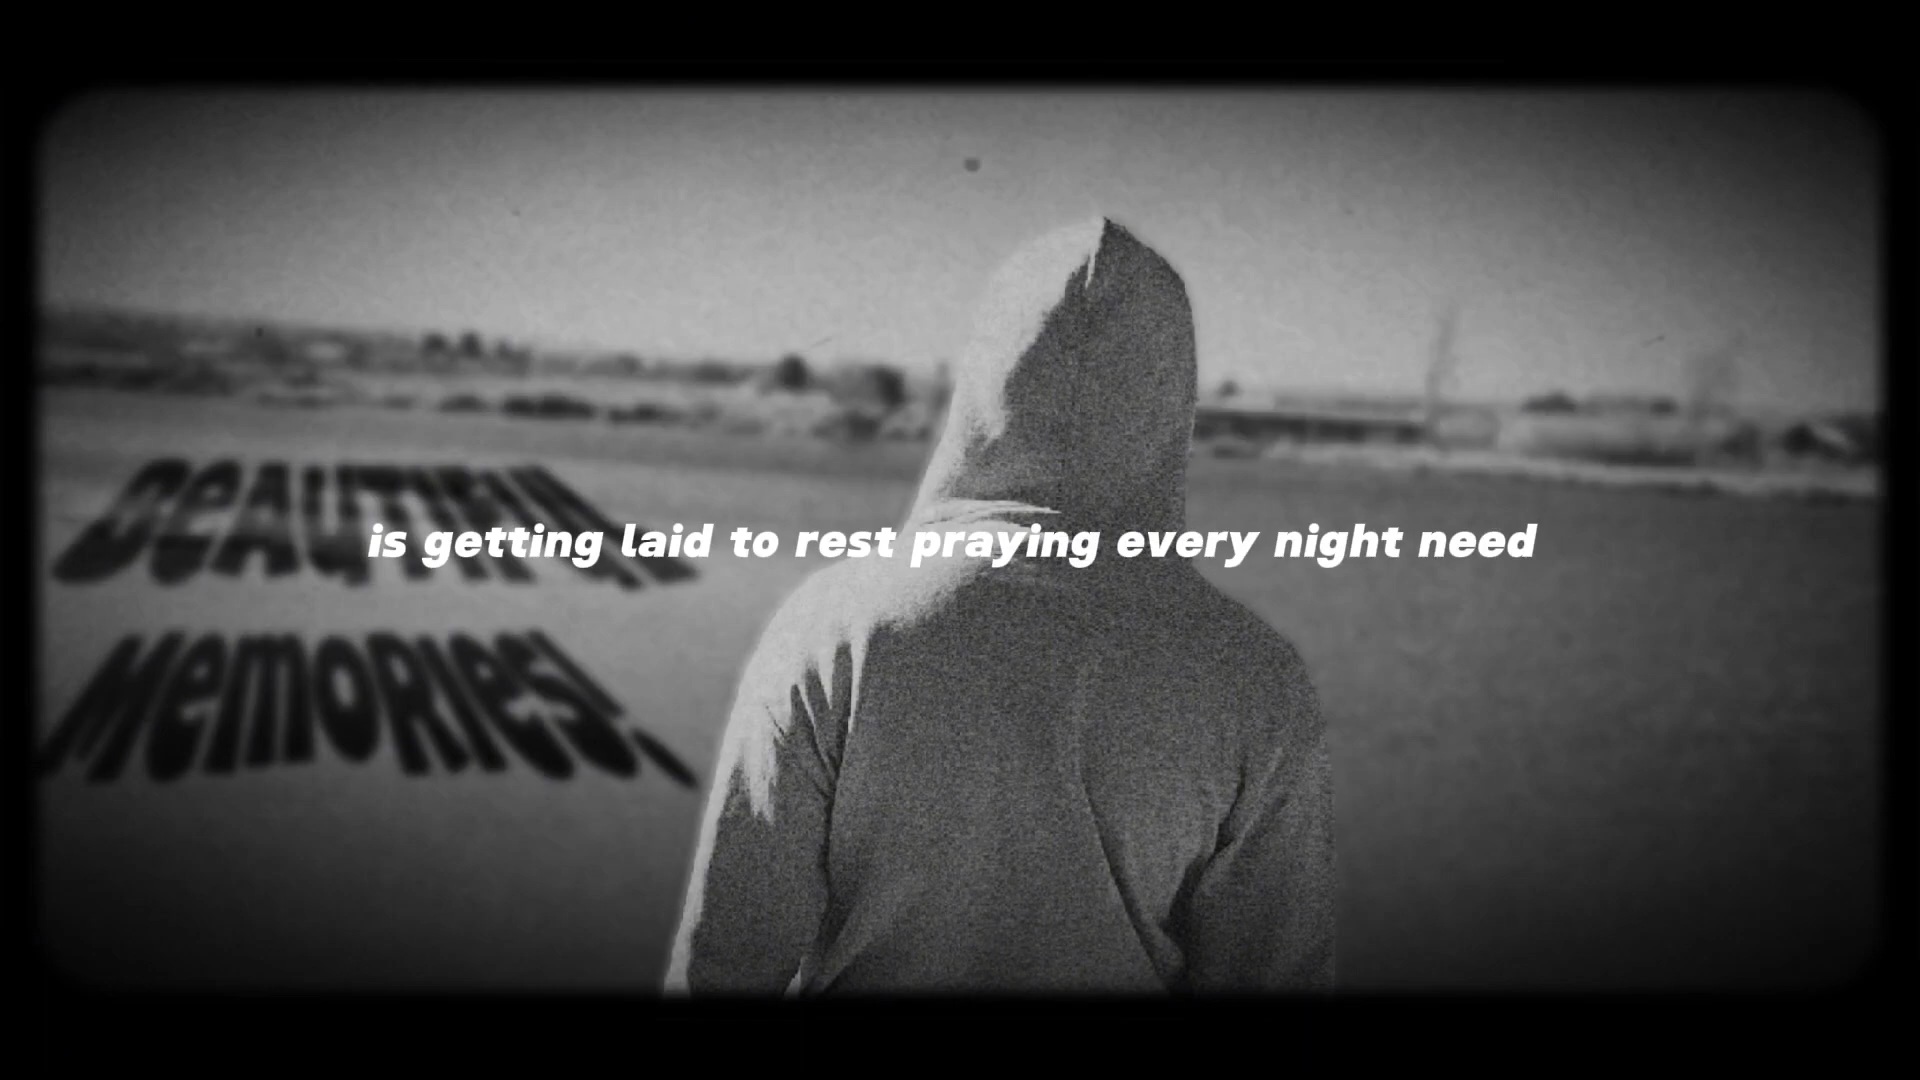 BeAUTIFUL
MeMORIeS!
is getting laid to rest praying every night need